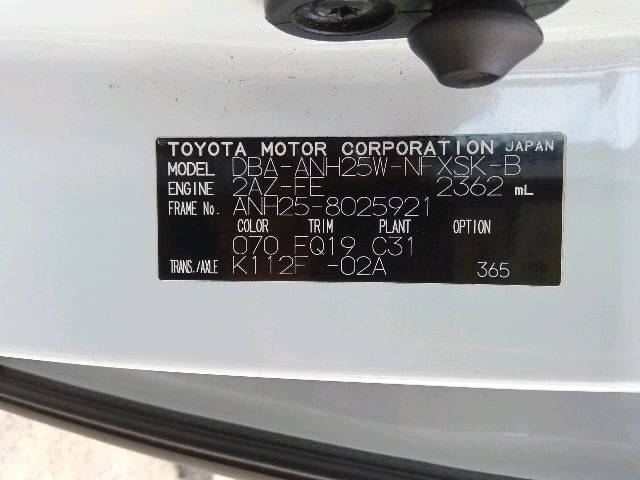 TOYOTA MOTOR CORPORATION JAPAN
MODEL DBA-ANH25W-NFXSK-B
ENGINE 2AZ-FE 2362 mL
FRAME No. ANH25-8025921
COLOR TRIM PLANT OPTION
070 FQ19 C31
TRANS./AXLE K112F -02A 365